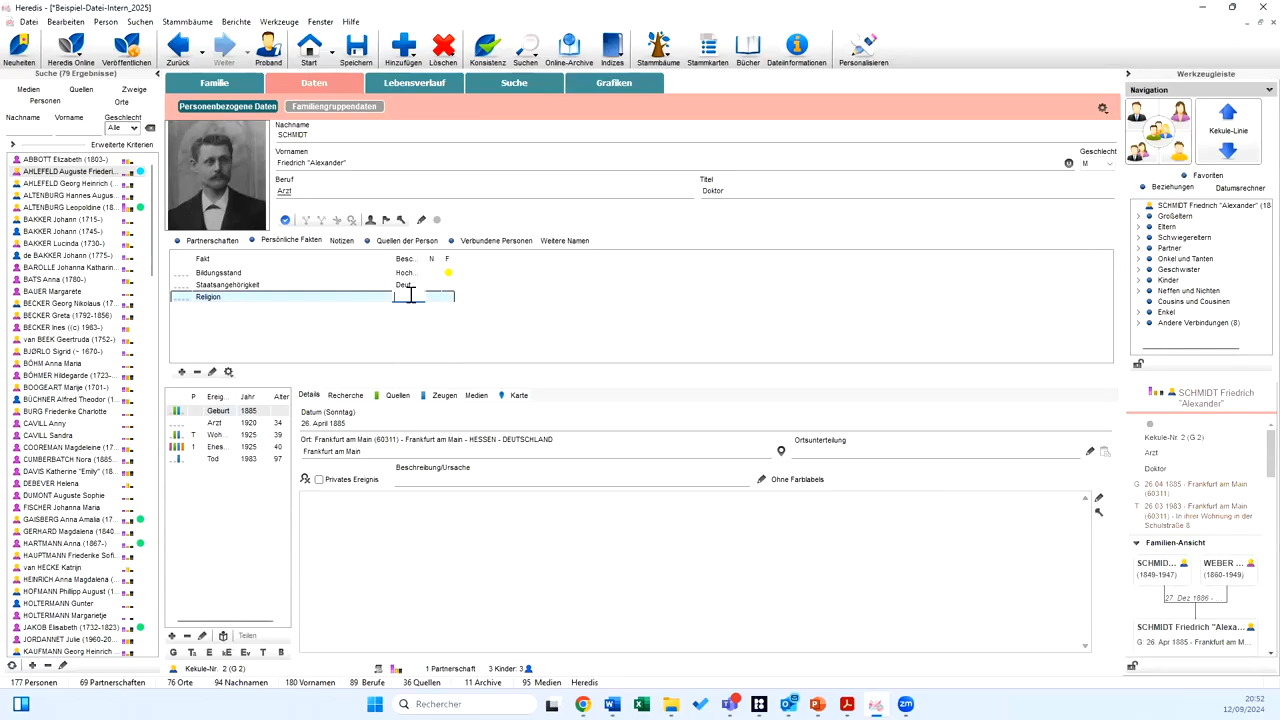 Heredis - [*Beispiel-Datei-Intern_2025]
Datei Bearbeiten Person Suchen Stammbäume Berichte Werkzeuge Fenster Hilfe
Neuheiten Heredis Online Veröffentlichen Zurück Weiter Proband Start Speichern Hinzufügen Löschen Konsistenz Suchen Online-Archive Indizes Stammbäume Stammkarten Bücher Dateiinformationen Personalisieren
Suche (79 Ergebnisse)
Medien Quellen Zweige
Personen Orte
Nachname Vorname Geschlecht
Alle
Erweiterte Kriterien
ABBOTT Elizabeth (1803-)
AHLEFELD Auguste Friederi...
AHLEFELD Georg Heinrich (...
ALTENBURG Hannes Augus...
ALTENBURG Leopoldine (18...
BAKKER Johann (1715-)
BAKKER Johann (1745-)
BAKKER Lucinda (1730-)
de BAKKER Johann (1775-)
BAROLLE Johanna Katharin...
BATS Anna (1780-)
BAUER Margarete
BECKER Georg Nikolaus (17...
BECKER Greta (1792-1856)
BECKER Ines ((c) 1983-)
van BEEK Geertruda (1752-)
BJØRLO Sigrid (~ 1670-)
BÖHM Anna Maria
BÖHMER Hildegarde (1723-...
BOOGEART Marije (1701-)
BÜCHNER Alfred Theodor (1...
BURG Friederike Charlotte
CAVILL Anny
CAVILL Sandra
COOREMAN Magdeleine (17...
CUMBERBATCH Nora (1855-...
DAVIS Katherine "Emily" (18...
DEBEVER Helena
DUMONT Auguste Sophie
FISCHER Johanna Maria
GAISBERG Anna Amalia (17...
GERHARD Magdalena (1840...
HARTMANN Anna (1867-)
HAUPTMANN Friederike Sofi...
van HECKE Katrijn
HEINRICH Anna Magdalena (...
HOFMANN Phillipp August (1...
HOLTERMANN Gunter
HOLTERMANN Margarietje
JAKOB Elisabeth (1732-1823)
JORDANNET Julie (1960-20...
KAUFMANN Georg Heinrich ...
Familie Daten Lebensverlauf Suche Grafiken
Personenbezogene Daten Familiengruppendaten
Nachname
SCHMIDT
Vornamen Geschlecht
Friedrich "Alexander" M
Beruf Titel
Arzt Doktor
Partnerschaften Persönliche Fakten Notizen Quellen der Person Verbundene Personen Weitere Namen
Fakt Besc... N F
Bildungsstand Hoch...
Staatsangehörigkeit Deut...
Religion
P Ereig... Jahr Alter
Geburt 1885
Arzt 1920 34
T Woh... 1925 39
1 Ehes... 1925 40
Tod 1983 97
Teilen
G Ta E kE Ev T B
Details Recherche Quellen Zeugen Medien Karte
Datum (Sonntag)
26. April 1885
Ort: Frankfurt am Main (60311) - Frankfurt am Main - HESSEN - DEUTSCHLAND Ortsunterteilung
Frankfurt am Main
Beschreibung/Ursache
Privates Ereignis Ohne Farblabels
Kekule-Nr. 2 (G 2) 1 Partnerschaft 3 Kinder: 3
177 Personen 69 Partnerschaften 76 Orte 94 Nachnamen 180 Vornamen 89 Berufe 36 Quellen 11 Archive 95 Medien Heredis
Werkzeugleiste
Navigation
Kekule-Linie
Favoriten
Beziehungen Datumsrechner
SCHMIDT Friedrich "Alexander" (18
Großeltern
Eltern
Schwiegereltern
Partner
Onkel und Tanten
Geschwister
Kinder
Neffen und Nichten
Cousins und Cousinen
Enkel
Andere Verbindungen (8)
SCHMIDT Friedrich
"Alexander"
Kekule-Nr. 2 (G 2)
Arzt
Doktor
G 26.04 1885 - Frankfurt am Main
(60311)
T 26.03 1983 - In ihrer Wohnung in der
Schulstraße 8
Familien-Ansicht
SCHMID... WEBER ...
(1849-1947) (1860-1949)
27 Dez 1886 -
SCHMIDT Friedrich "Alexa...
G: 26. Apr 1885 - Frankfurt am M...
Rechercher
20:52
12/09/2024